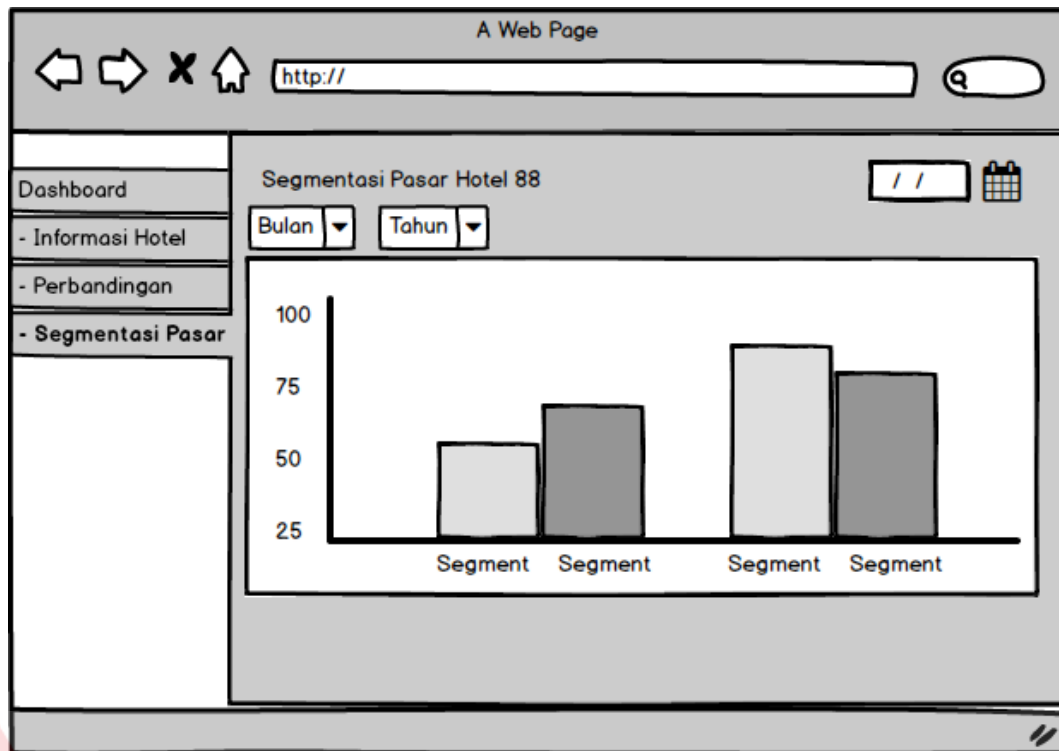 A Web Page
http://
Dashboard
- Informasi Hotel
- Perbandingan
- Segmentasi Pasar
Segmentasi Pasar Hotel 88
/ /
Bulan Tahun
100
75
50
25
Segment Segment Segment Segment